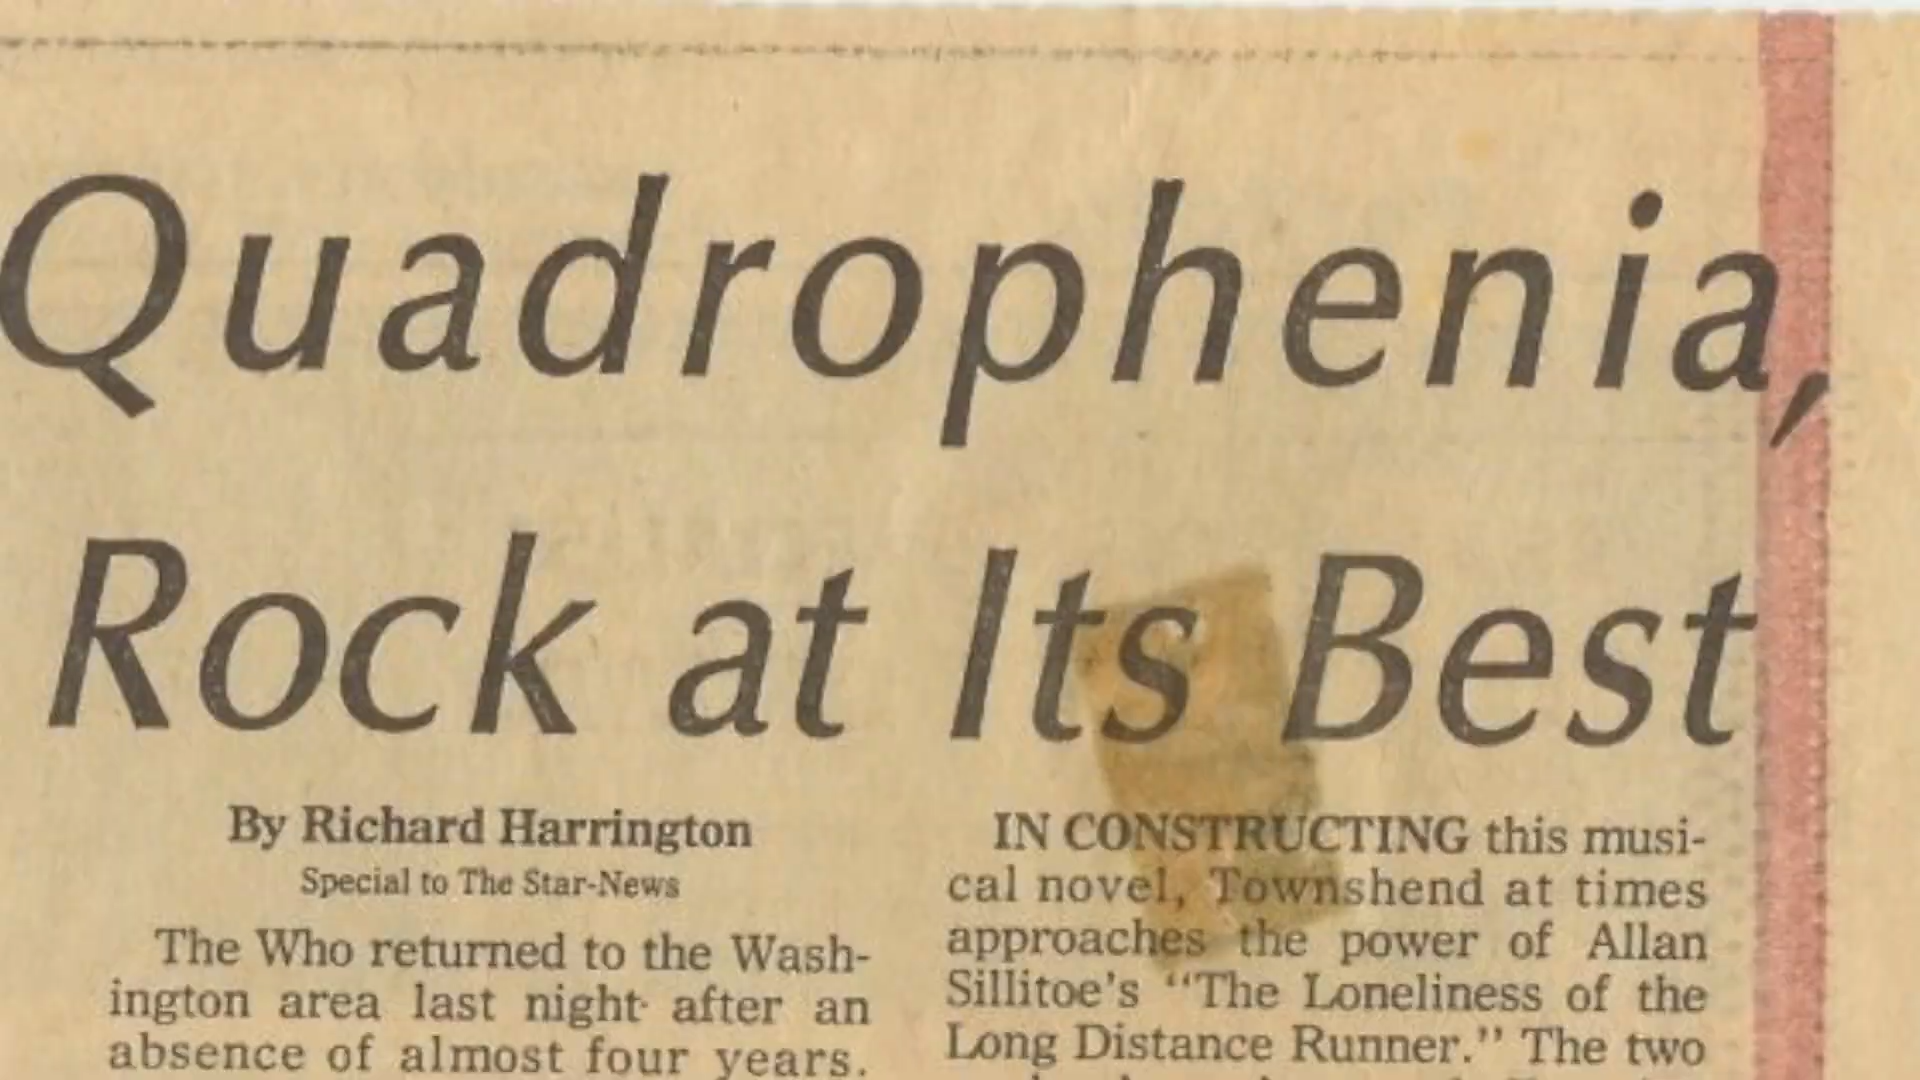 Quadrophenia,
Rock at Its Best
By Richard Harrington
Special to The Star-News
The Who returned to the Wash-
ington area last night after an
absence of almost four years.
IN CONSTRUCTING this musi-
cal novel, Townshend at times
approaches the power of Allan
Sillitoe's "The Loneliness of the
Long Distance Runner." The two